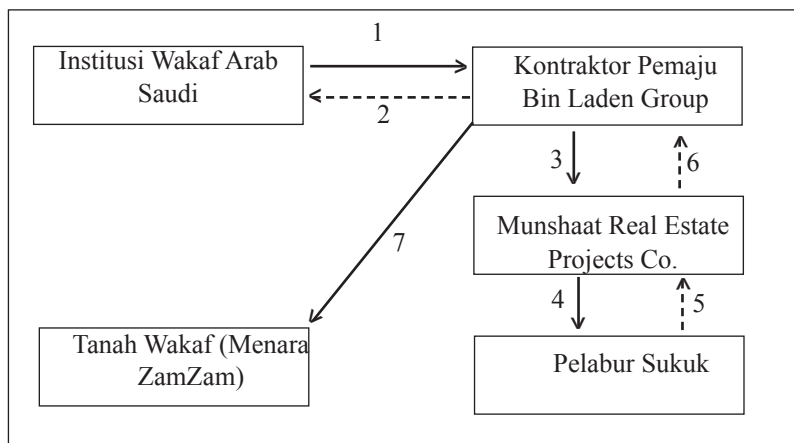 1
Institusi Wakaf Arab
Saudi
Kontraktor Pemaju
Bin Laden Group
2
3
6
7
Munshaat Real Estate
Projects Co.
4
5
Tanah Wakaf (Menara
ZamZam)
Pelabur Sukuk